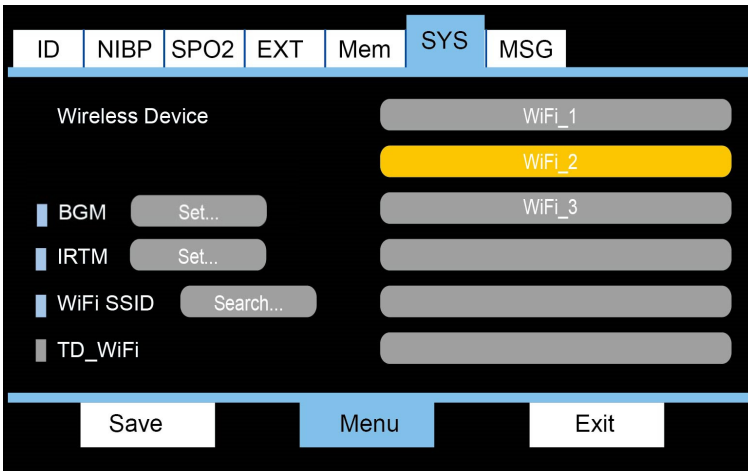 ID NIBP SPO2 EXT Mem SYS MSG
Wireless Device WiFi_1
WiFi_2
BGM Set... WiFi_3
IRTM Set...
WiFi SSID Search...
TD_WiFi
Save Menu Exit